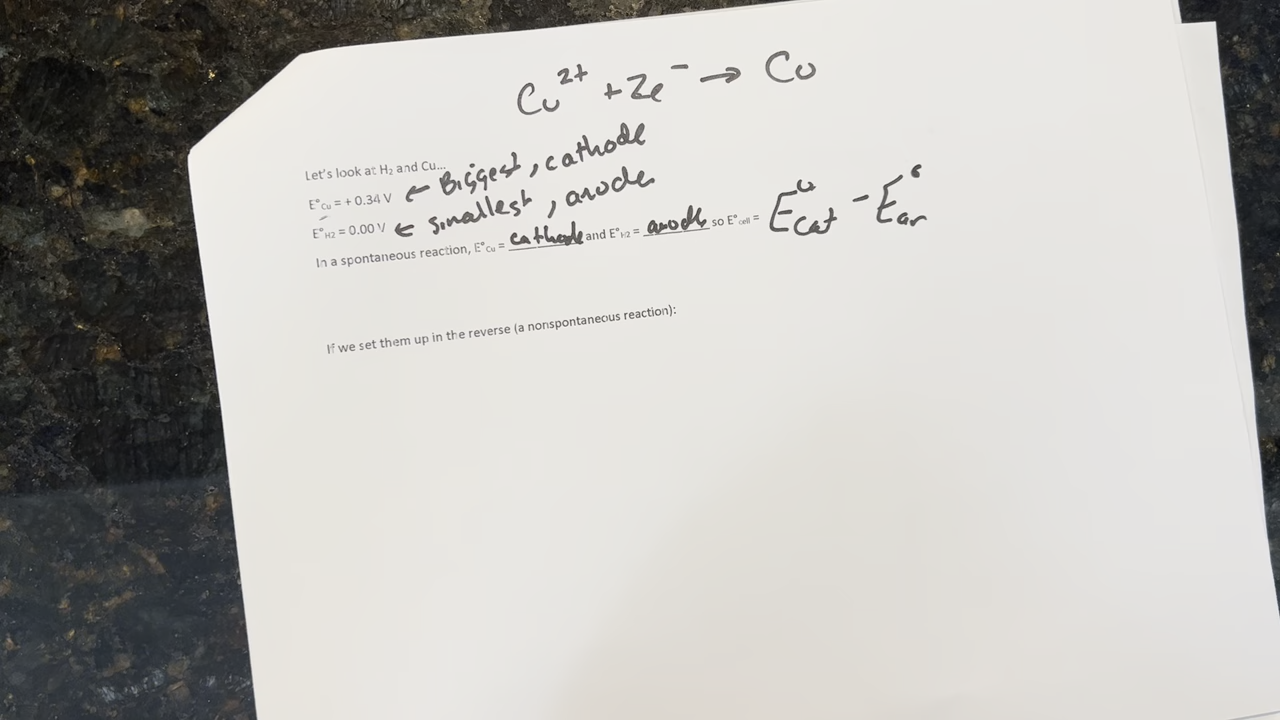 Cu²⁺ + 2e⁻ → Cu
Let's look at H₂ and Cu...
E°Cu = + 0.34 V ← Biggest, cathode
E°H2 = 0.00 V ← smallest, anode
In a spontaneous reaction, E°Cu = cathode and E°H2 = anode so E°cell = E°cat - E°an
If we set them up in the reverse (a nonspontaneous reaction):